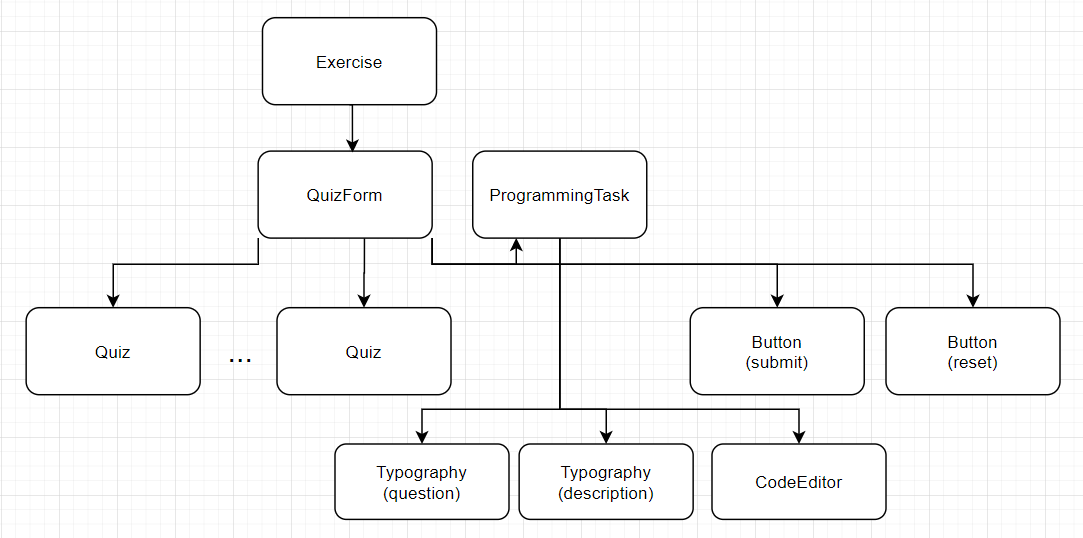 Exercise
QuizForm
ProgrammingTask
Quiz
...
Quiz
Button
(submit)
Button
(reset)
Typography
(question)
Typography
(description)
CodeEditor